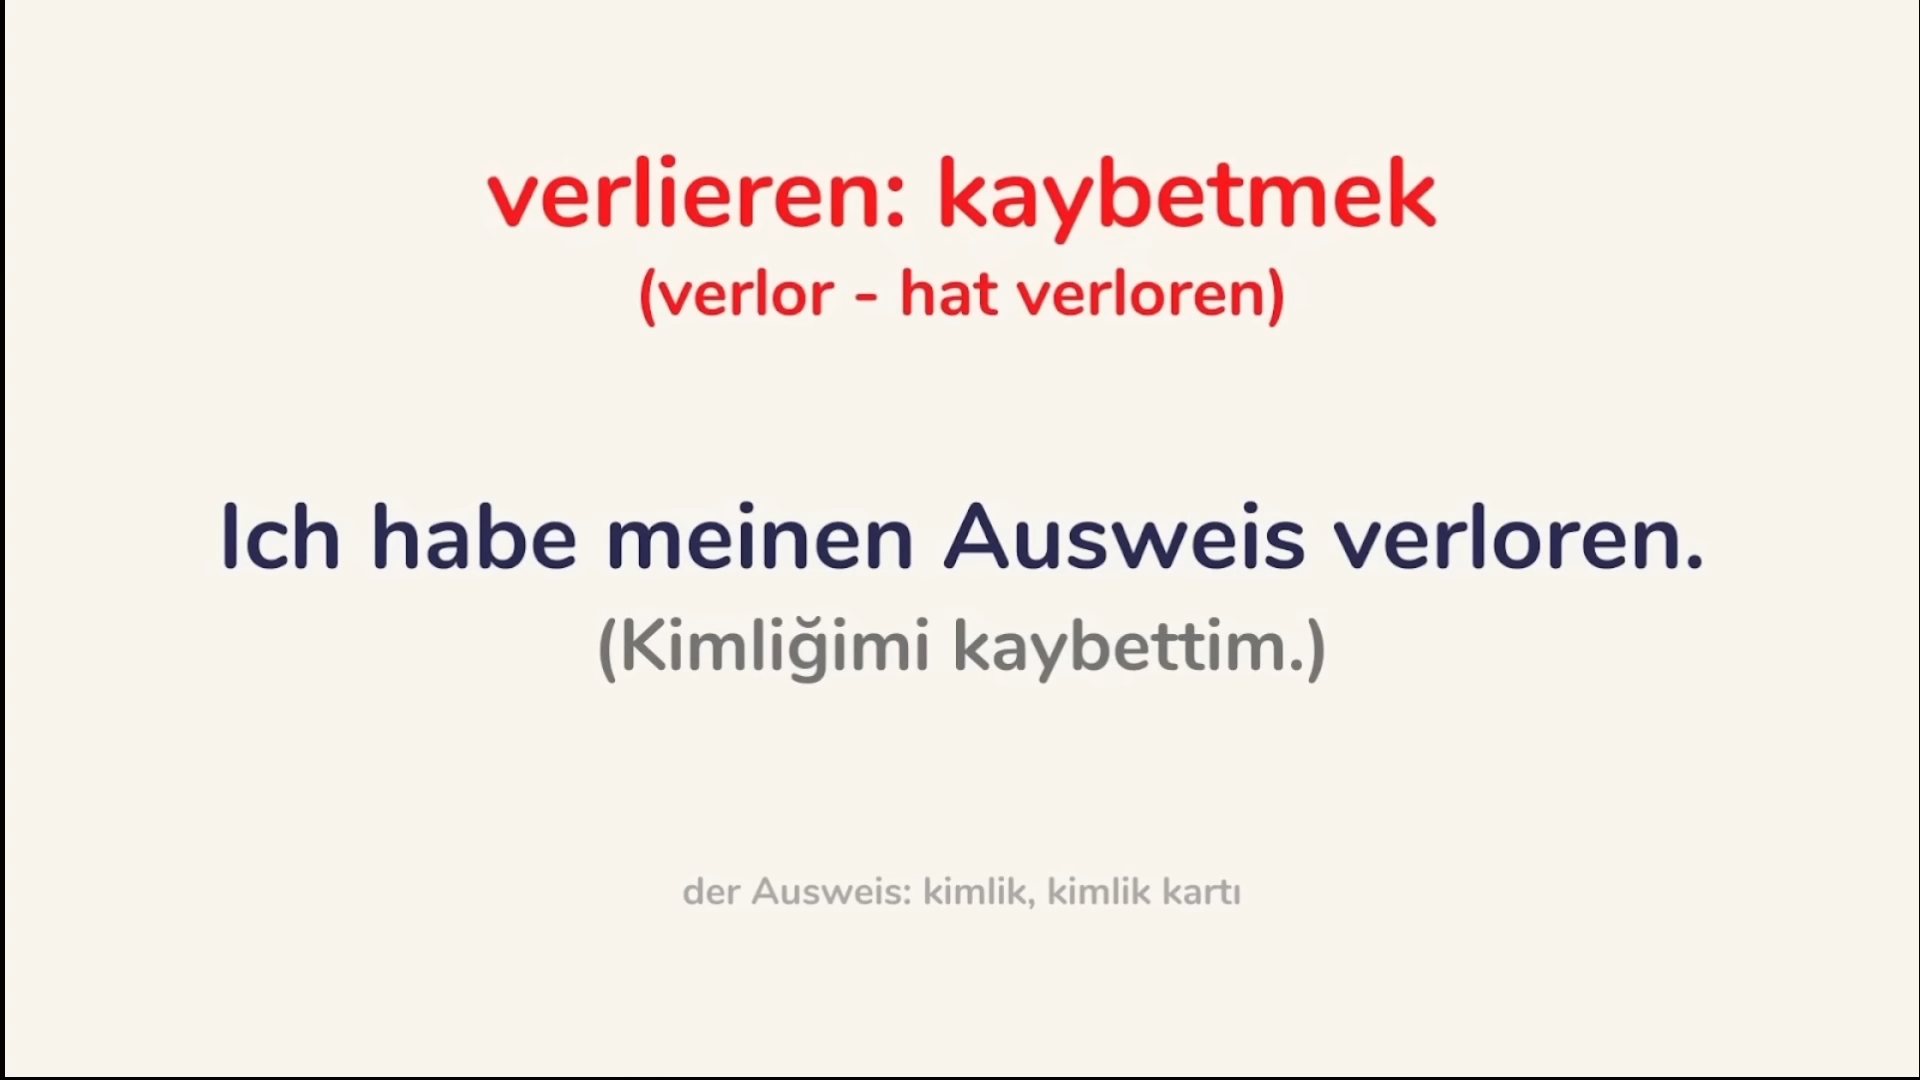 verlieren: kaybetmek
(verlor - hat verloren)
Ich habe meinen Ausweis verloren.
(Kimliğimi kaybettim.)
der Ausweis: kimlik, kimlik kartı